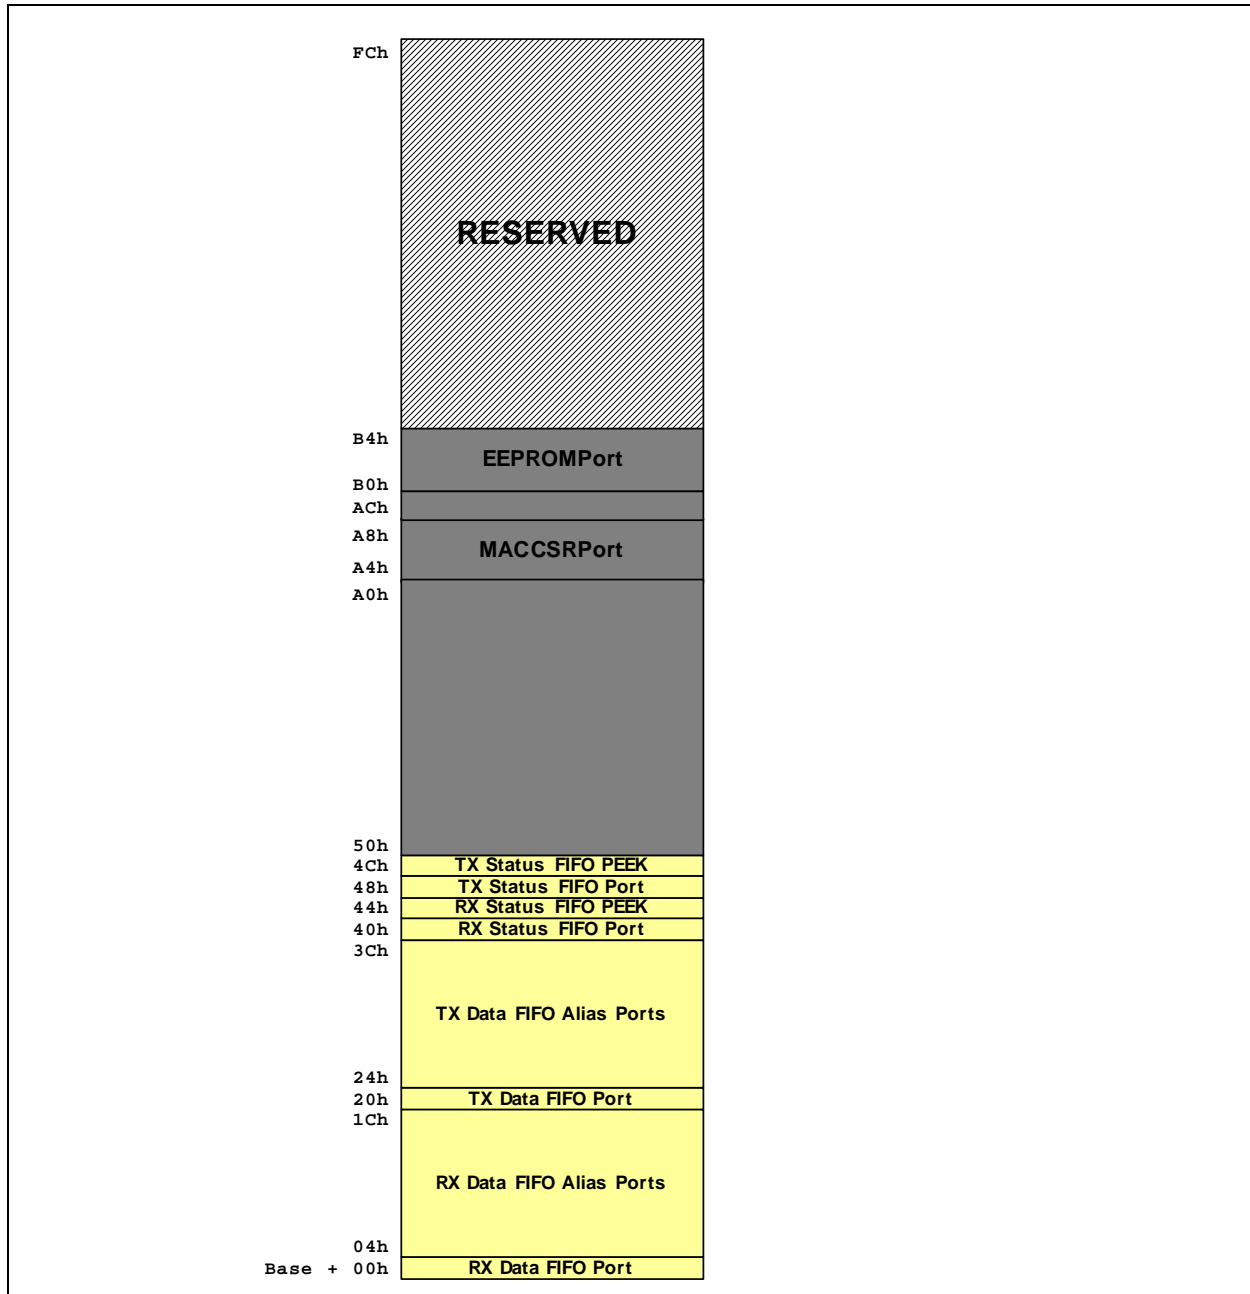 FCh
RESERVED
B4h
EEPROMPort
B0h
ACh
A8h
MACCSRPort
A4h
A0h
50h
4Ch TX Status FIFO PEEK
48h TX Status FIFO Port
44h RX Status FIFO PEEK
40h RX Status FIFO Port
3Ch
TX Data FIFO Alias Ports
24h
20h TX Data FIFO Port
1Ch
RX Data FIFO Alias Ports
04h
Base + 00h RX Data FIFO Port